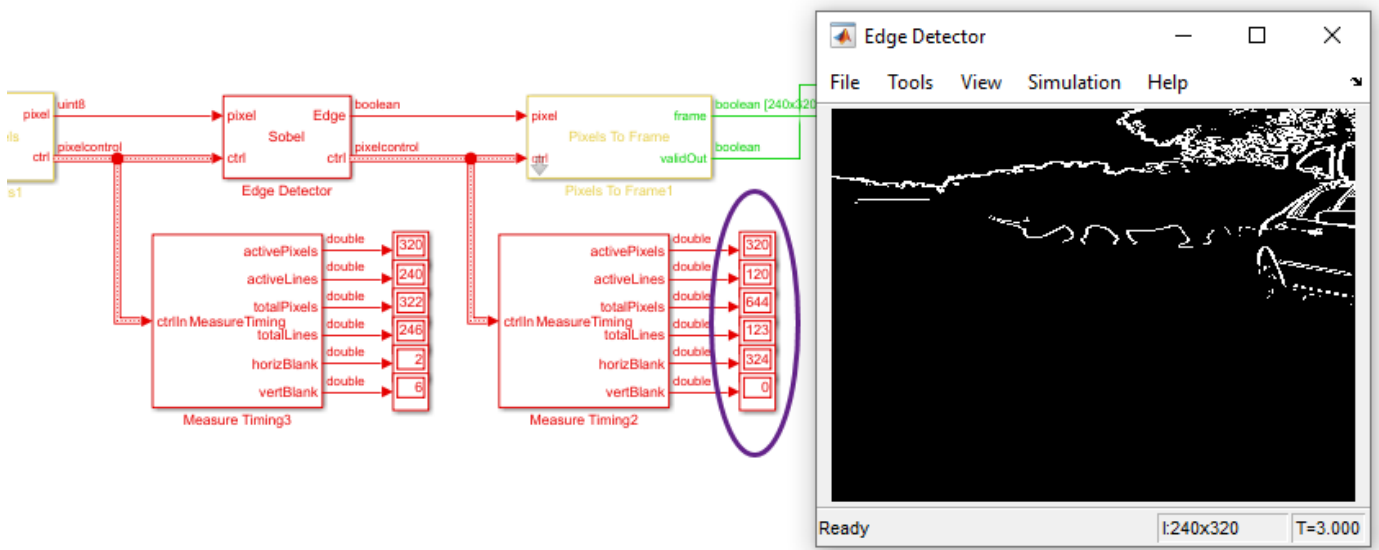 pixel
ctrl
s1
uint8
pixelcontrol
pixel
ctrl
Sobel
Edge
ctrl
Edge Detector
boolean
pixelcontrol
pixel
ctrl
Pixels To Frame
frame
validOut
Pixels To Frame1
boolean [240x320
boolean
ctrlIn MeasureTiming
activePixels
double
320
activeLines
double
240
totalPixels
double
322
totalLines
double
246
horizBlank
double
2
vertBlank
double
6
Measure Timing3
ctrlIn MeasureTiming
activePixels
double
320
activeLines
double
120
totalPixels
double
644
totalLines
double
123
horizBlank
double
324
vertBlank
double
0
Measure Timing2
Edge Detector
File Tools View Simulation Help
Ready I:240x320 T=3.000